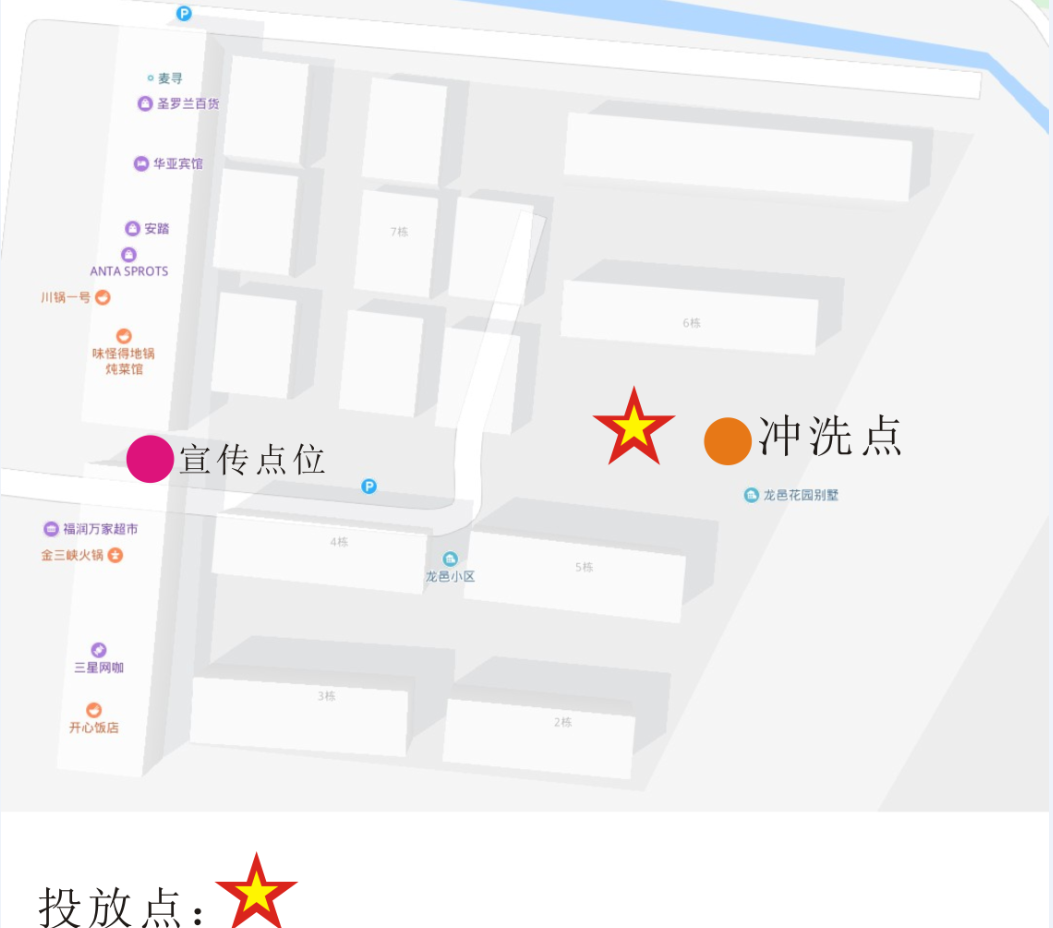 P
麦寻
圣罗兰百货
华亚宾馆
安踏
ANTA SPROTS
7栋
川锅一号
6栋
味怪得地锅
炖菜馆
冲洗点
宣传点位
P
龙邑花园别墅
福润万家超市
4栋
金三峡火锅
5栋
龙邑小区
三星网咖
3栋
2栋
开心饭店
投放点：